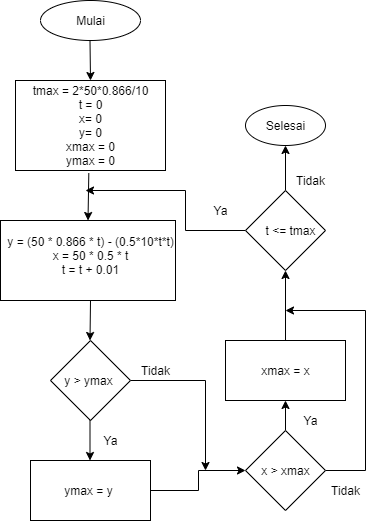 Mulai
tmax = 2*50*0.866/10
t = 0
x= 0
y= 0
xmax = 0
ymax = 0
y = (50 * 0.866 * t) - (0.5*10*t*t)
x = 50 * 0.5 * t
t = t + 0.01
y > ymax
Tidak
Ya
ymax = y
x > xmax
Ya
Tidak
xmax = x
t <= tmax
Ya
Tidak
Selesai